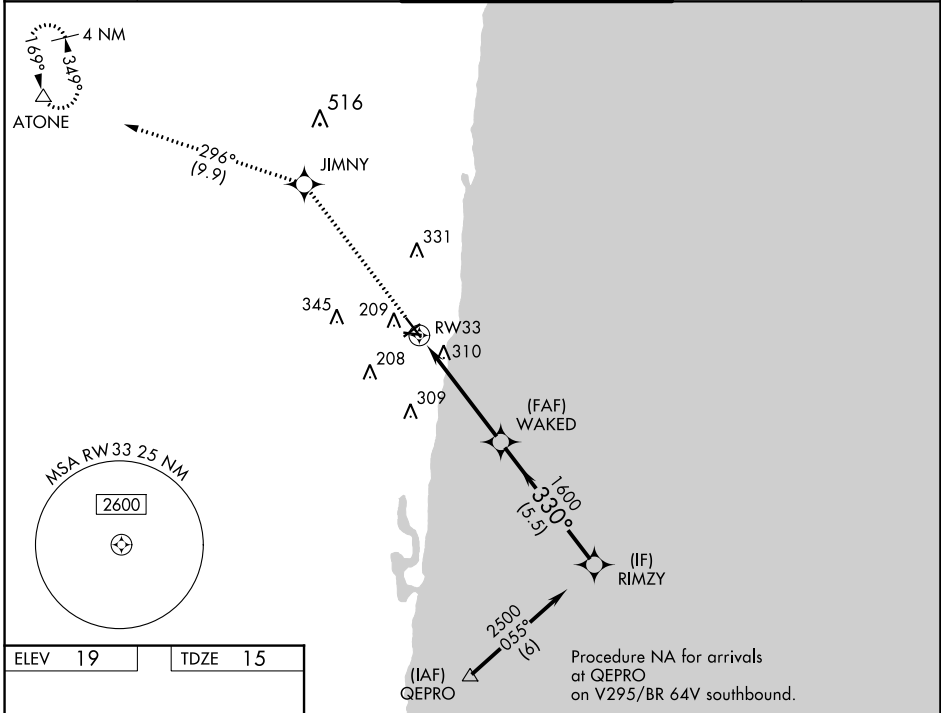 4 NM
169°
349°
ATONE
516
296°
(9.9)
JIMNY
331
345
209
RW33
310
208
309
(FAF)
WAKED
MSA RW 33 25 NM
2600
1600
330°
(5.5)
(IF)
RIMZY
2500
055°
(6)
ELEV 19
TDZE 15
(IAF)
QEPRO
Procedure NA for arrivals
at QEPRO
on V295/BR 64V southbound.